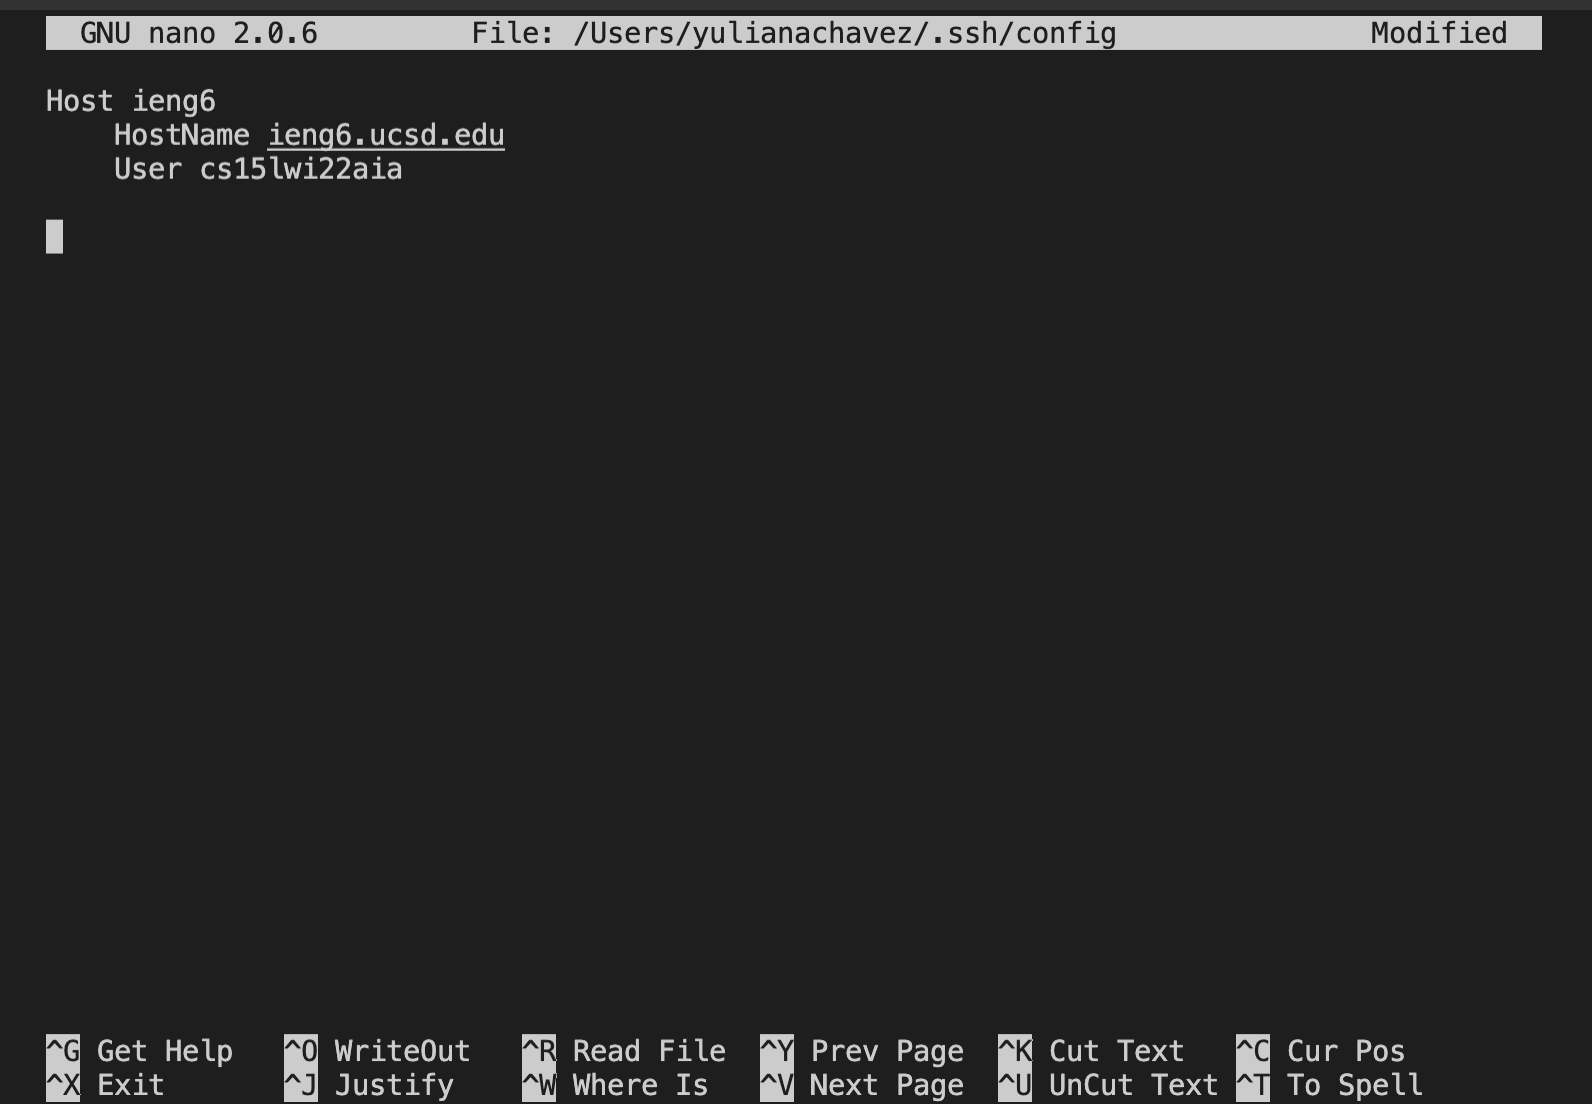 GNU nano 2.0.6 File: /Users/yulianachavez/.ssh/config Modified
Host ieng6
HostName ieng6.ucsd.edu
User cs15lwi22aia
^G Get Help ^O WriteOut ^R Read File ^Y Prev Page ^K Cut Text ^C Cur Pos
^X Exit ^J Justify ^W Where Is ^V Next Page ^U UnCut Text ^T To Spell